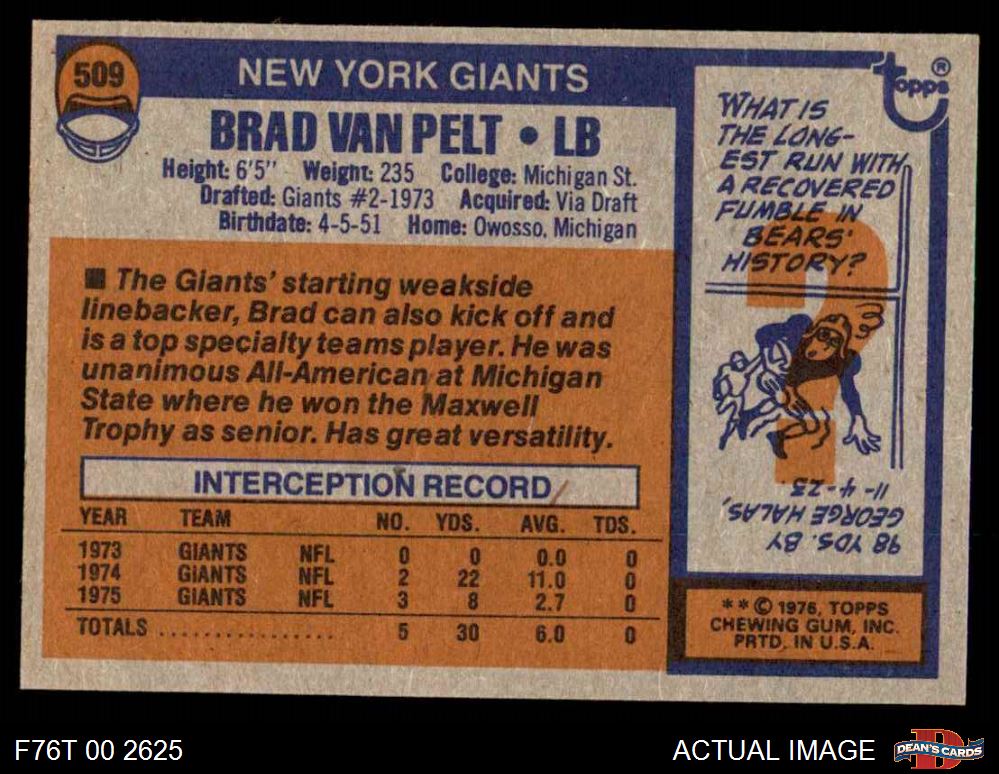 509
NEW YORK GIANTS
BRAD VAN PELT • LB
Height: 6'5" Weight: 235 College: Michigan St.
Drafted: Giants #2-1973 Acquired: Via Draft
Birthdate: 4-5-51 Home: Owosso, Michigan
■ The Giants' starting weakside
linebacker, Brad can also kick off and
is a top specialty teams player. He was
unanimous All-American at Michigan
State where he won the Maxwell
Trophy as senior. Has great versatility.
INTERCEPTION RECORD
YEAR TEAM NO. YDS. AVG. TDS.
1973 GIANTS NFL 0 0 0.0 0
1974 GIANTS NFL 2 22 11.0 0
1975 GIANTS NFL 3 8 2.7 0
TOTALS ................. 5 30 6.0 0
Topps ®
WHAT IS
THE LONG-
EST RUN WITH
A RECOVERED
FUMBLE IN
BEARS'
HISTORY?
?
98 YDS. BY
GEORGE HALAS,
11-4-23
** © 1976, TOPPS
CHEWING GUM, INC.
PRTD. IN U.S.A.
F76T 00 2625
ACTUAL IMAGE
DEAN'S CARDS